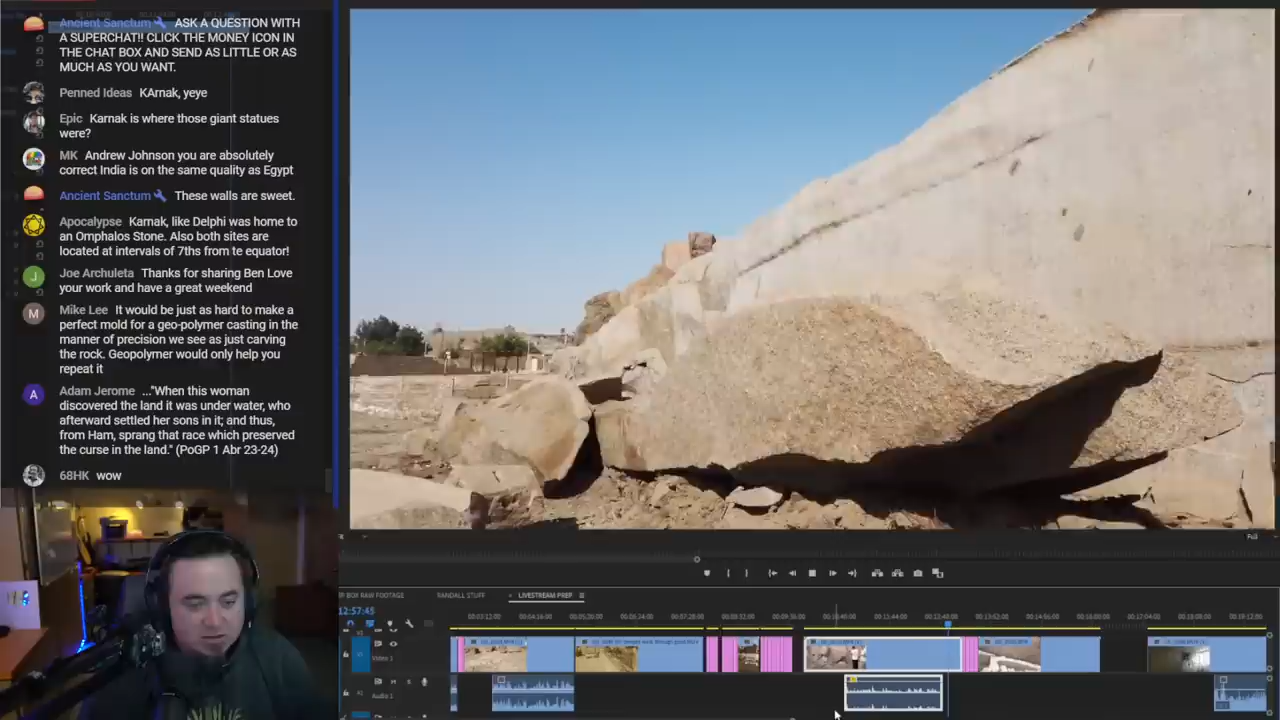 Ancient Sanctum ASK A QUESTION WITH
A SUPERCHAT!! CLICK THE MONEY ICON IN
THE CHAT BOX AND SEND AS LITTLE OR AS
MUCH AS YOU WANT.
Penned Ideas KArnak, yeye
Epic Karnak is where those giant statues
were?
MK Andrew Johnson you are absolutely
correct India is on the same quality as Egypt
Ancient Sanctum These walls are sweet.
Apocalypse Karnak, like Delphi was home to
an Omphalos Stone. Also both sites are
located at intervals of 7ths from te equator!
Joe Archuleta Thanks for sharing Ben Love
your work and have a great weekend
Mike Lee It would be just as hard to make a
perfect mold for a geo-polymer casting in the
manner of precision we see as just carving
the rock. Geopolymer would only help you
repeat it
Adam Jerome ..."When this woman
discovered the land it was under water, who
afterward settled her sons in it; and thus,
from Ham, sprang that race which preserved
the curse in the land." (PoGP 1 Abr 23-24)
68HK wow
Full
BOX RAW FOOTAGE
RANDALL STUFF
LIVESTREAM PREP
12:57:45
Video 1
Audio 1